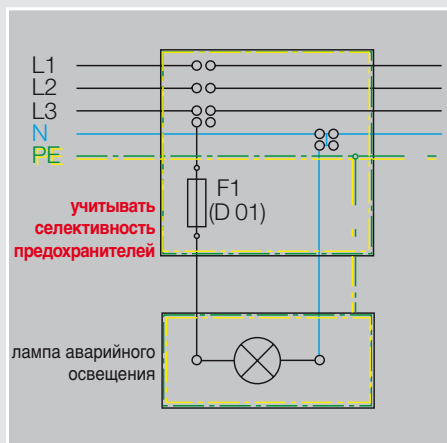 L1
L2
L3
N
PE
F1
(D 01)
учитывать
селективность
предохранителей
лампа аварийного
освещения